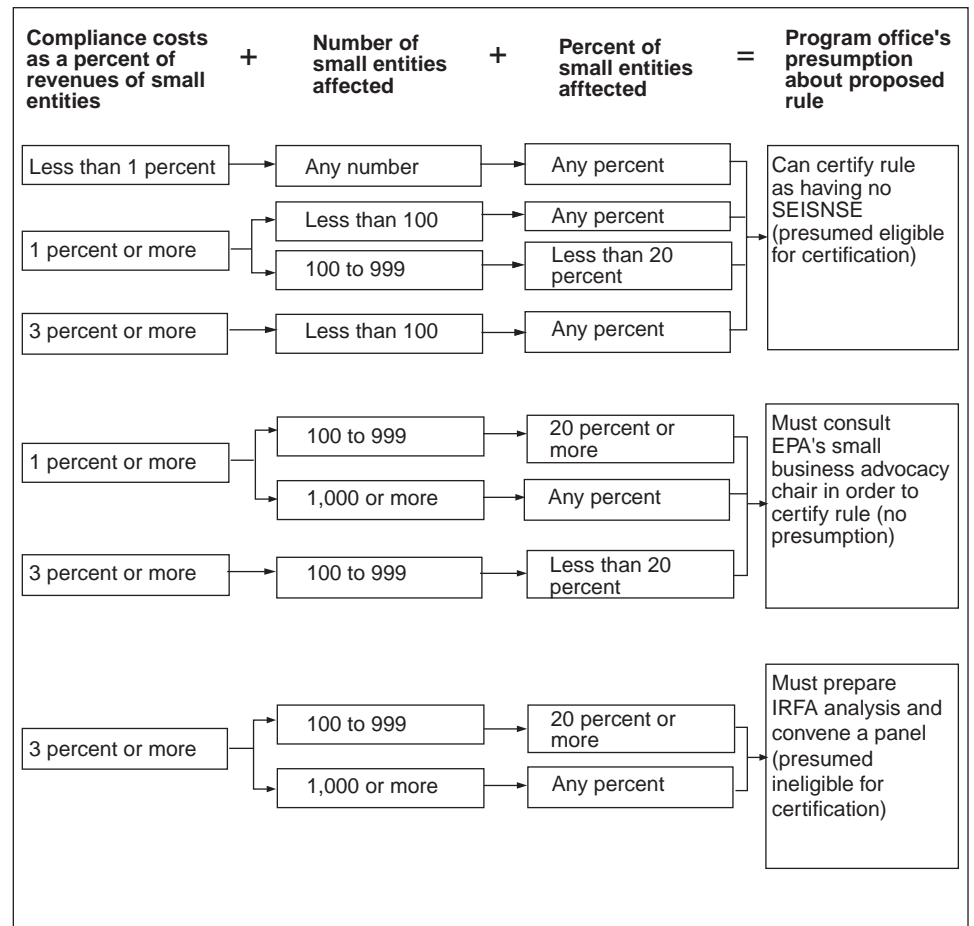 Compliance costs
as a percent of
revenues of small
entities
+
Number of
small entities
affected
+
Percent of
small entities
afftected
=
Program office's
presumption
about proposed
rule
Less than 1 percent
Any number
Any percent
1 percent or more
Less than 100
Any percent
100 to 999
Less than 20
percent
3 percent or more
Less than 100
Any percent
Can certify rule
as having no
SEISNSE
(presumed eligible
for certification)
1 percent or more
100 to 999
20 percent or
more
1,000 or more
Any percent
3 percent or more
100 to 999
Less than 20
percent
Must consult
EPA's small
business advocacy
chair in order to
certify rule (no
presumption)
3 percent or more
100 to 999
20 percent or
more
1,000 or more
Any percent
Must prepare
IRFA analysis and
convene a panel
(presumed
ineligible for
certification)